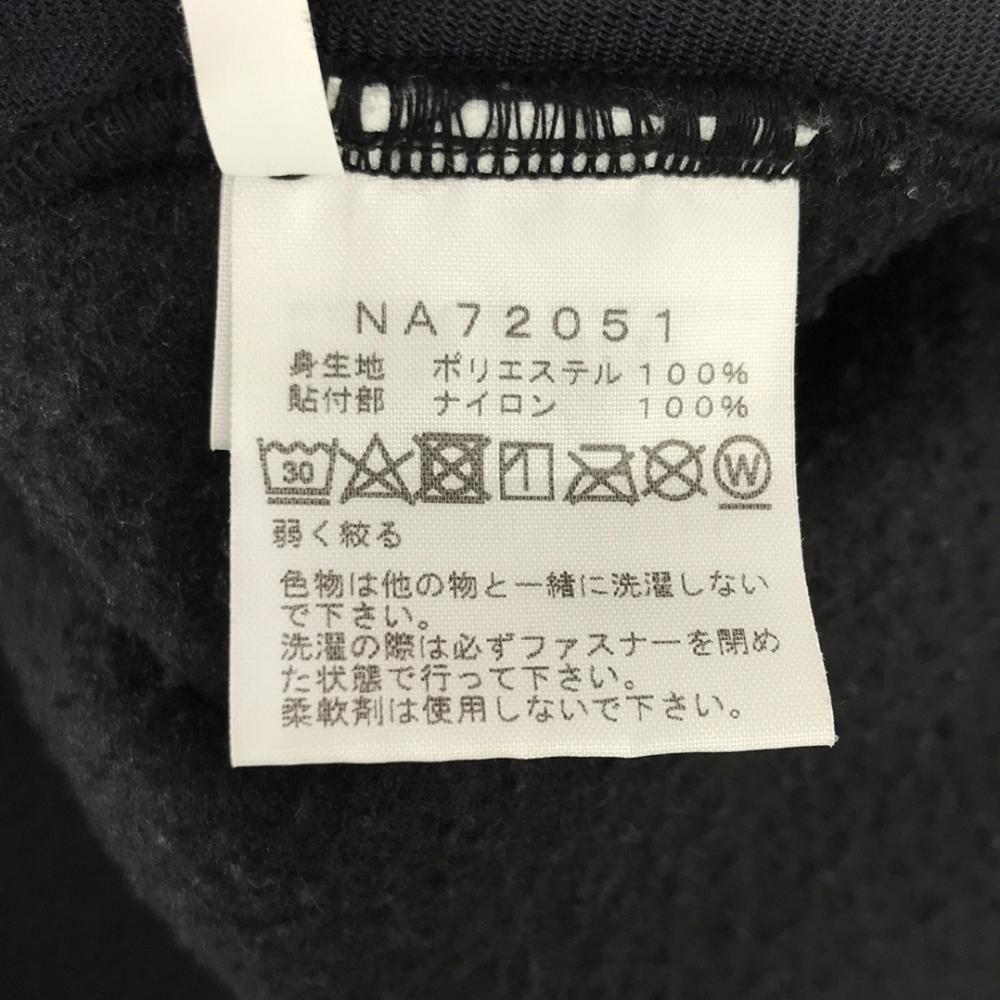 NA72051
身生地 ポリエステル 100%
貼付部 ナイロン 100%
30 W
弱く絞る
色物は他の物と一緒に洗濯しない
で下さい。
洗濯の際は必ずファスナーを閉め
た状態で行って下さい。
柔軟剤は使用しないで下さい。